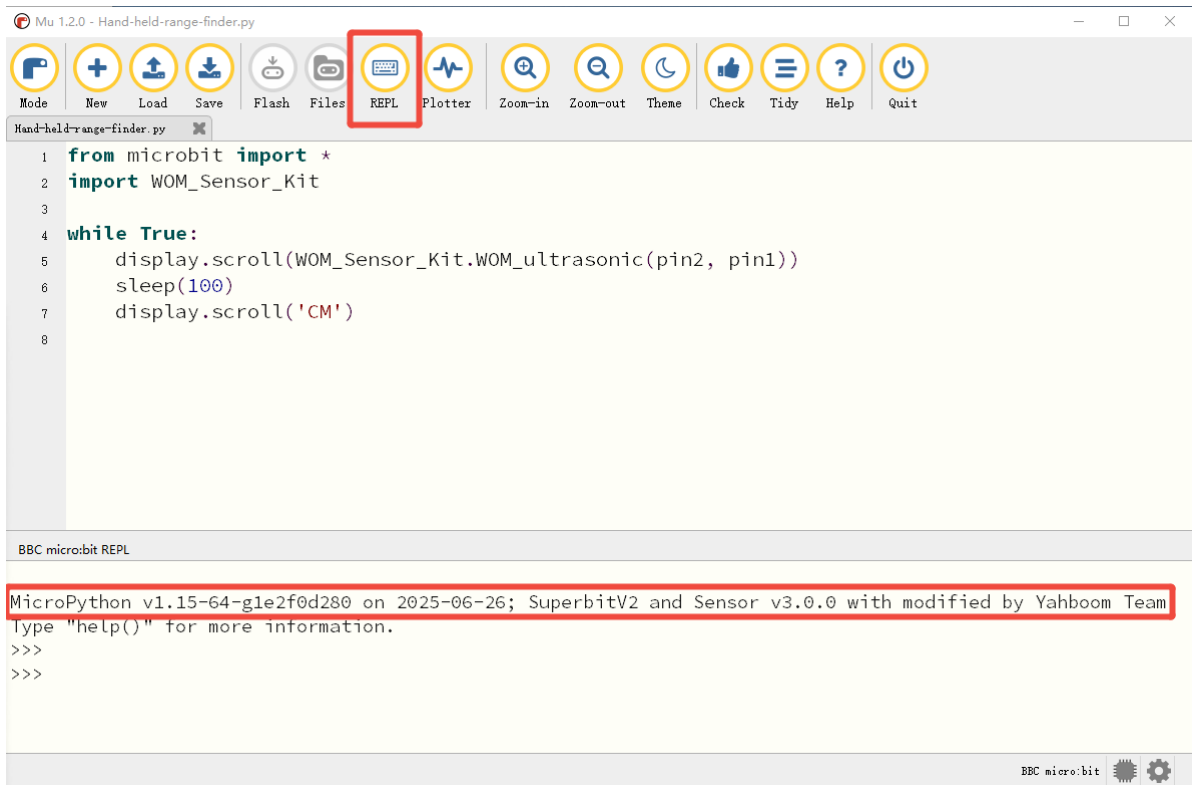 Mu 1.2.0 - Hand-held-range-finder.py
Mode New Load Save Flash Files REPL Plotter Zoom-in Zoom-out Theme Check Tidy Help Quit
Hand-held-range-finder.py
1 from microbit import *
2 import WOM_Sensor_Kit
3
4 while True:
5     display.scroll(WOM_Sensor_Kit.WOM_ultrasonic(pin2, pin1))
6     sleep(100)
7     display.scroll('CM')
8
BBC micro:bit REPL
MicroPython v1.15-64-g1e2f0d280 on 2025-06-26; SuperbitV2 and Sensor v3.0.0 with modified by Yahboom Team
Type "help()" for more information.
>>>
>>>
BBC micro:bit